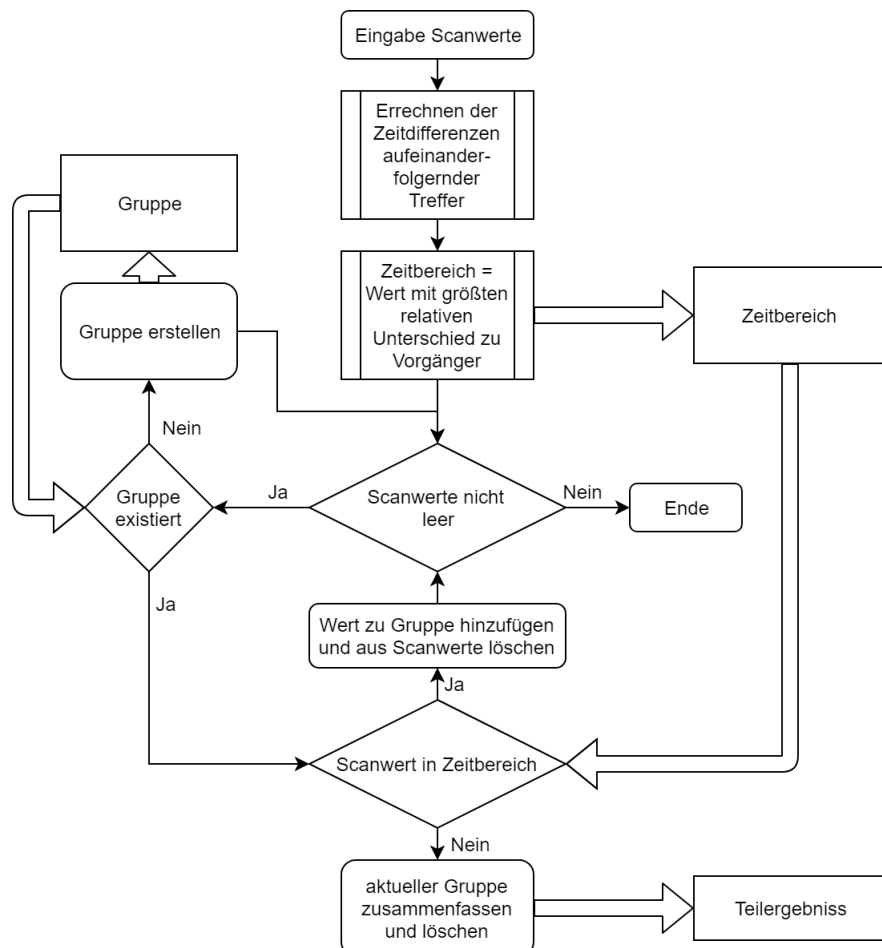 Eingabe Scanwerte
Errechnen der
Zeitdifferenzen
aufeinander-
folgernder
Treffer
Gruppe
Zeitbereich =
Wert mit größten
relativen
Unterschied zu
Vorgänger
Zeitbereich
Gruppe erstellen
Nein
Gruppe
existiert
Ja
Scanwerte nicht
leer
Nein
Ende
Ja
Wert zu Gruppe hinzufügen
und aus Scanwerte löschen
Ja
Scanwert in Zeitbereich
Nein
aktueller Gruppe
zusammenfassen
und löschen
Teilergebniss